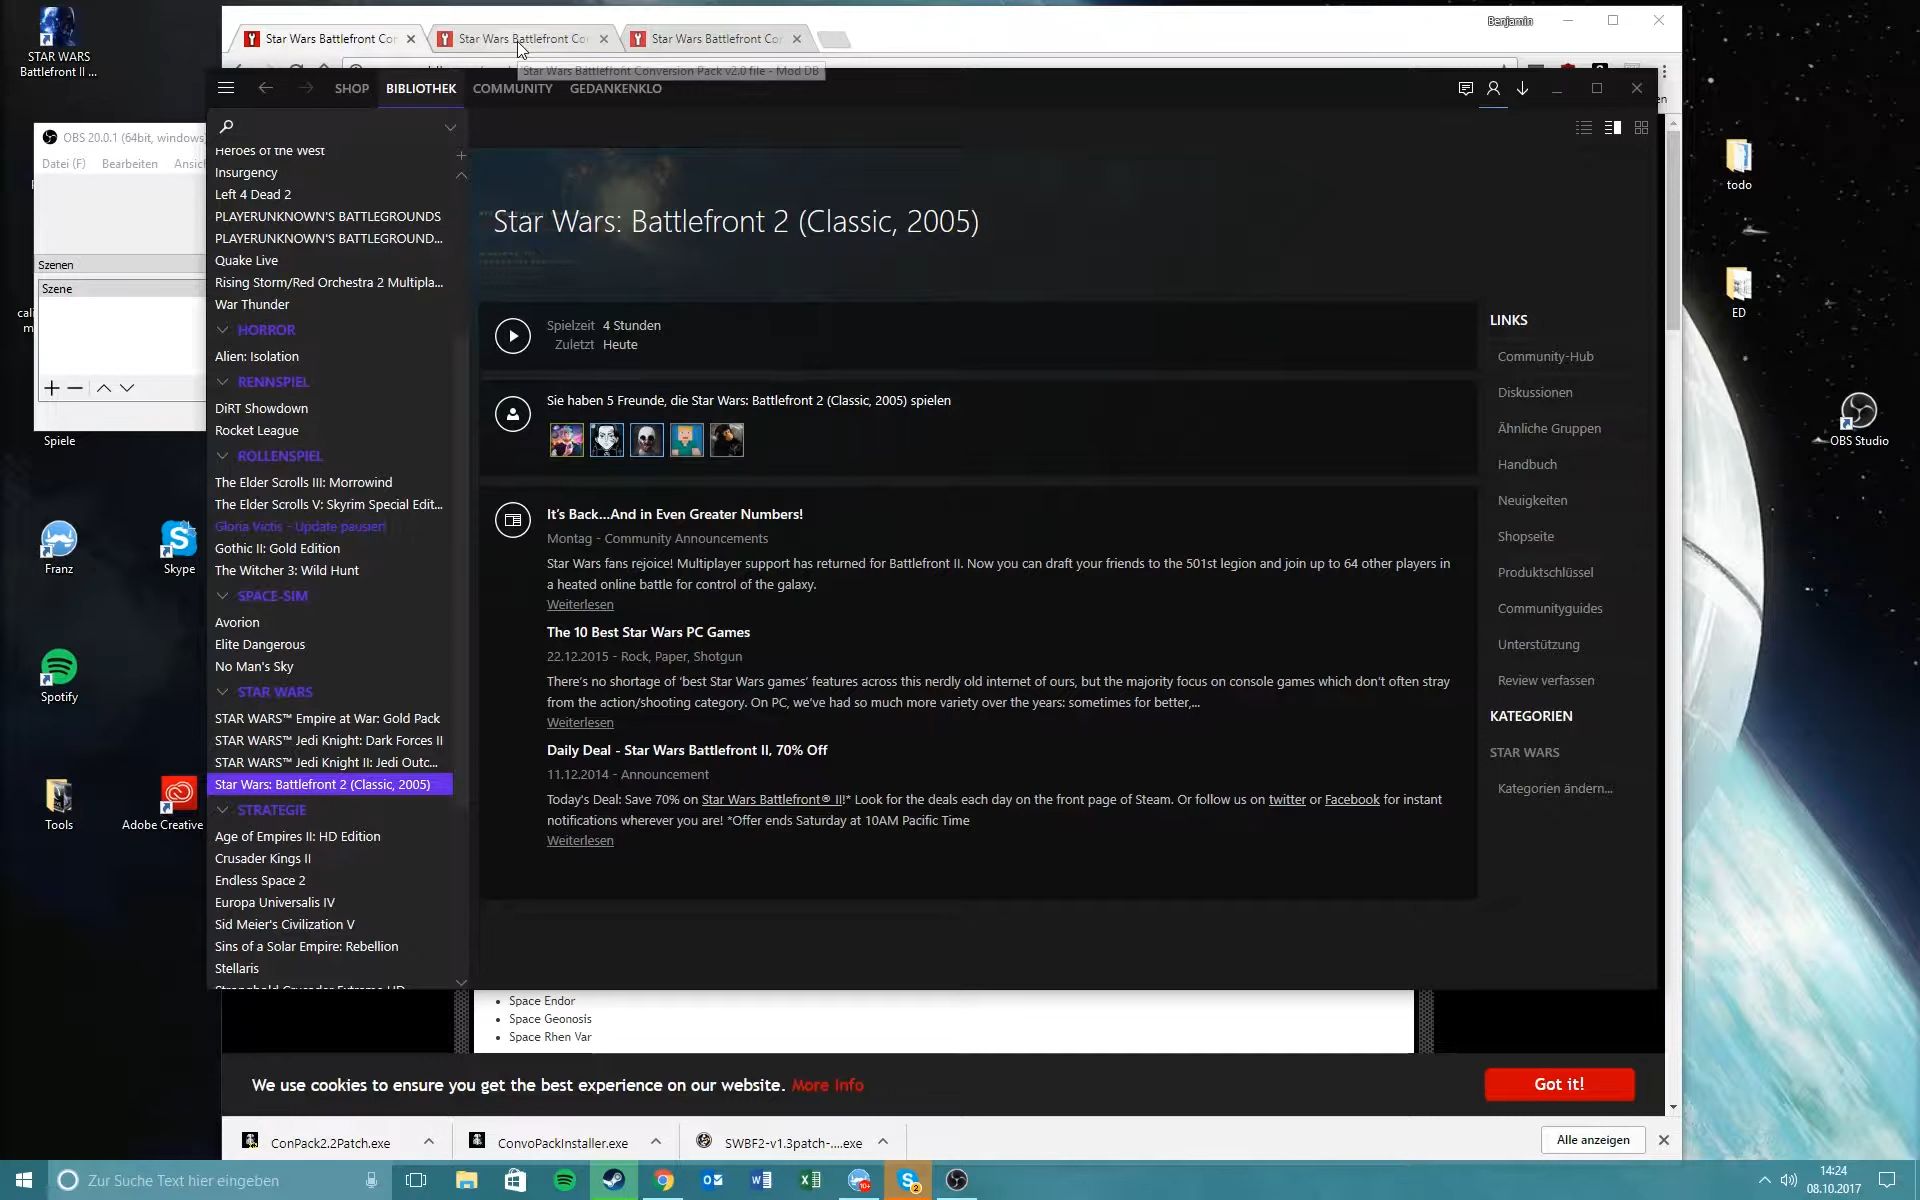 STAR WARS
Battlefront II ...
Benjamin
Star Wars Battlefront Cor
Star Wars Battlefront Co
Star Wars Battlefront Co
Star Wars Battlefront Conversion Pack v2.0 file - Mod DB
SHOP
BIBLIOTHEK
COMMUNITY
GEDANKENKLO
en
OBS 20.0.1 (64bit, windows)
Datei (F)
Bearbeiten
Ansich
Szenen
Szene
cali
m
Spiele
Franz
Skype
Spotify
Tools
Adobe Creative
Heroes of the West
Insurgency
Left 4 Dead 2
PLAYERUNKNOWN'S BATTLEGROUNDS
PLAYERUNKNOWN'S BATTLEGROUND...
Quake Live
Rising Storm/Red Orchestra 2 Multipla...
War Thunder
HORROR
Alien: Isolation
RENNSPIEL
DiRT Showdown
Rocket League
ROLLENSPIEL
The Elder Scrolls III: Morrowind
The Elder Scrolls V: Skyrim Special Edit...
Gloria Victis - Update pausiert
Gothic II: Gold Edition
The Witcher 3: Wild Hunt
SPACE-SIM
Avorion
Elite Dangerous
No Man's Sky
STAR WARS
STAR WARS™ Empire at War: Gold Pack
STAR WARS™ Jedi Knight: Dark Forces II
STAR WARS™ Jedi Knight II: Jedi Outc...
Star Wars: Battlefront 2 (Classic, 2005)
STRATEGIE
Age of Empires II: HD Edition
Crusader Kings II
Endless Space 2
Europa Universalis IV
Sid Meier's Civilization V
Sins of a Solar Empire: Rebellion
Stellaris
Stronghold Crusader Extreme HD
Star Wars: Battlefront 2 (Classic, 2005)
Spielzeit 4 Stunden
Zuletzt Heute
Sie haben 5 Freunde, die Star Wars: Battlefront 2 (Classic, 2005) spielen
It's Back...And in Even Greater Numbers!
Montag - Community Announcements
Star Wars fans rejoice! Multiplayer support has returned for Battlefront II. Now you can draft your friends to the 501st legion and join up to 64 other players in
a heated online battle for control of the galaxy.
Weiterlesen
The 10 Best Star Wars PC Games
22.12.2015 - Rock, Paper, Shotgun
There's no shortage of 'best Star Wars games' features across this nerdly old internet of ours, but the majority focus on console games which don't often stray
from the action/shooting category. On PC, we've had so much more variety over the years: sometimes for better,...
Weiterlesen
Daily Deal - Star Wars Battlefront II, 70% Off
11.12.2014 - Announcement
Today's Deal: Save 70% on Star Wars Battlefront® II!* Look for the deals each day on the front page of Steam. Or follow us on twitter or Facebook for instant
notifications wherever you are! *Offer ends Saturday at 10AM Pacific Time
Weiterlesen
LINKS
Community-Hub
Diskussionen
Ähnliche Gruppen
Handbuch
Neuigkeiten
Shopseite
Produktschlüssel
Communityguides
Unterstützung
Review verfassen
KATEGORIEN
STAR WARS
Kategorien ändern...
todo
ED
OBS Studio
Space Endor
Space Geonosis
Space Rhen Var
We use cookies to ensure you get the best experience on our website. More Info
Got it!
ConPack2.2Patch.exe
ConvoPackInstaller.exe
SWBF2-v1.3patch-....exe
Alle anzeigen
Zur Suche Text hier eingeben
10+
2
14:24
08.10.2017